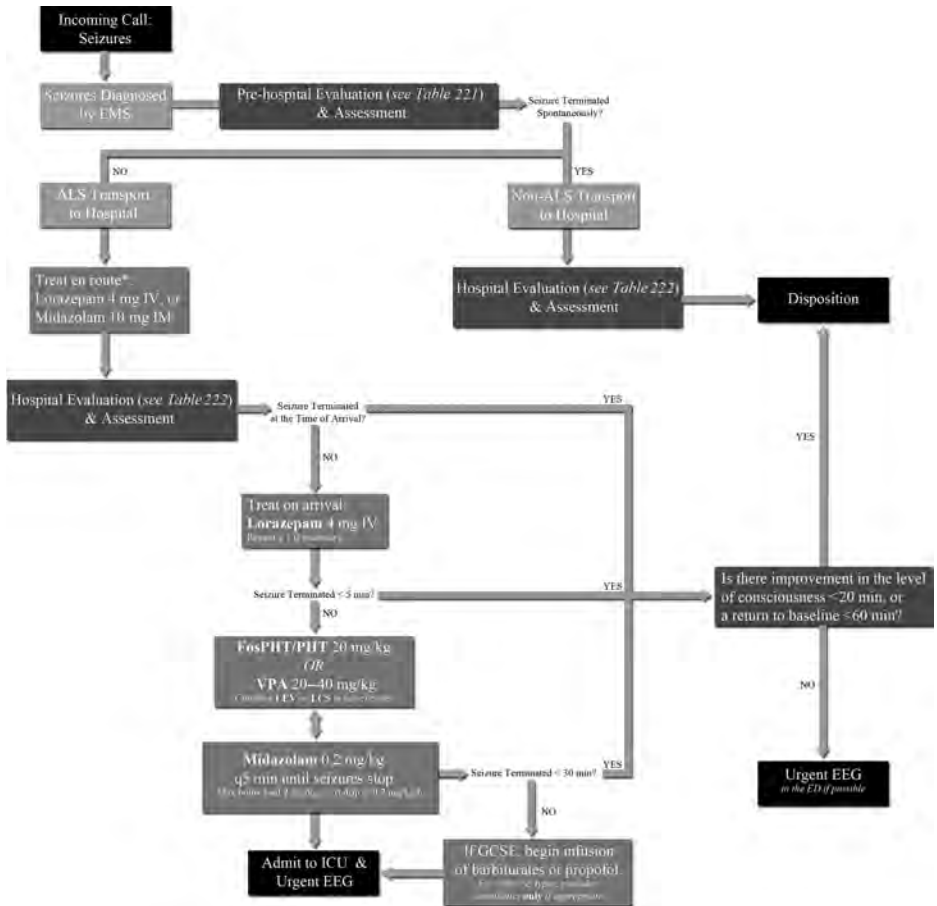 Incoming Call:
Seizures
Seizures Diagnosed
by EMS
Pre-hospital Evaluation (see Table 221)
& Assessment
Seizure Terminated
Spontaneously?
NO
YES
ALS Transport
to Hospital
Non-ALS Transport
to Hospital
Treat en route*:
Lorazepam 4 mg IV, or
Midazolam 10 mg IM
Hospital Evaluation (see Table 222)
& Assessment
Disposition
Hospital Evaluation (see Table 222)
& Assessment
Seizure Terminated
at the Time of Arrival?
YES
NO
YES
Treat on arrival:
Lorazepam 4 mg IV
Seizure Terminated < 5 min?
YES
NO
Is there improvement in the level
of consciousness <20 min, or
a return to baseline <60 min?
FosPHT/PHT 20 mg/kg
OR
VPA 20–40 mg/kg
NO
Midazolam 0.2 mg/kg
q5 min until seizures stop
Seizure Terminated < 30 min?
YES
NO
Urgent EEG
in the ED if possible
Admit to ICU &
Urgent EEG
If GCSE, begin infusion
of barbiturates or propofol.
only if appropriate